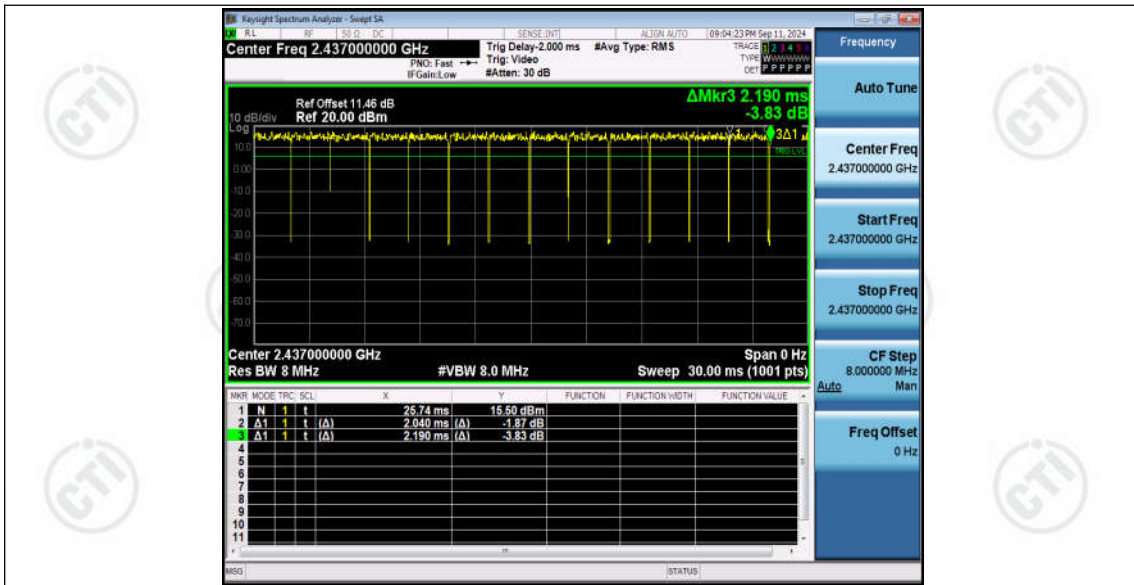 Keysight Spectrum Analyzer - Swept SA
RL RF 50 Ω DC SENSE:INT ALIGN AUTO 09:04:23 PM Sep 11, 2024
Center Freq 2.437000000 GHz
PNO: Fast
IFGain:Low
Trig Delay-2.000 ms
Trig: Video
#Atten: 30 dB
#Avg Type: RMS
TRACE 1 2 3 4 5 6
TYPE WWWWWW
DET P P P P P P
Frequency
Auto Tune
Center Freq
2.437000000 GHz
Start Freq
2.437000000 GHz
Stop Freq
2.437000000 GHz
CF Step
8.000000 MHz
Auto Man
Freq Offset
0 Hz
ΔMkr3 2.190 ms
-3.83 dB
Ref Offset 11.46 dB
10 dB/div Ref 20.00 dBm
Log
10.0
0.00
-10.0
-20.0
-30.0
-40.0
-50.0
-60.0
-70.0
1
3Δ1
TRIG LVL
Center 2.437000000 GHz Span 0 Hz
Res BW 8 MHz #VBW 8.0 MHz Sweep 30.00 ms (1001 pts)
MKR MODE TRC SCL X Y FUNCTION FUNCTION WIDTH FUNCTION VALUE
1 N 1 t 25.74 ms 15.50 dBm
2 Δ1 1 t (Δ) 2.040 ms (Δ) -1.87 dB
3 Δ1 1 t (Δ) 2.190 ms (Δ) -3.83 dB
4
5
6
7
8
9
10
11
MSG STATUS
CTI
CTI
CTI
CTI